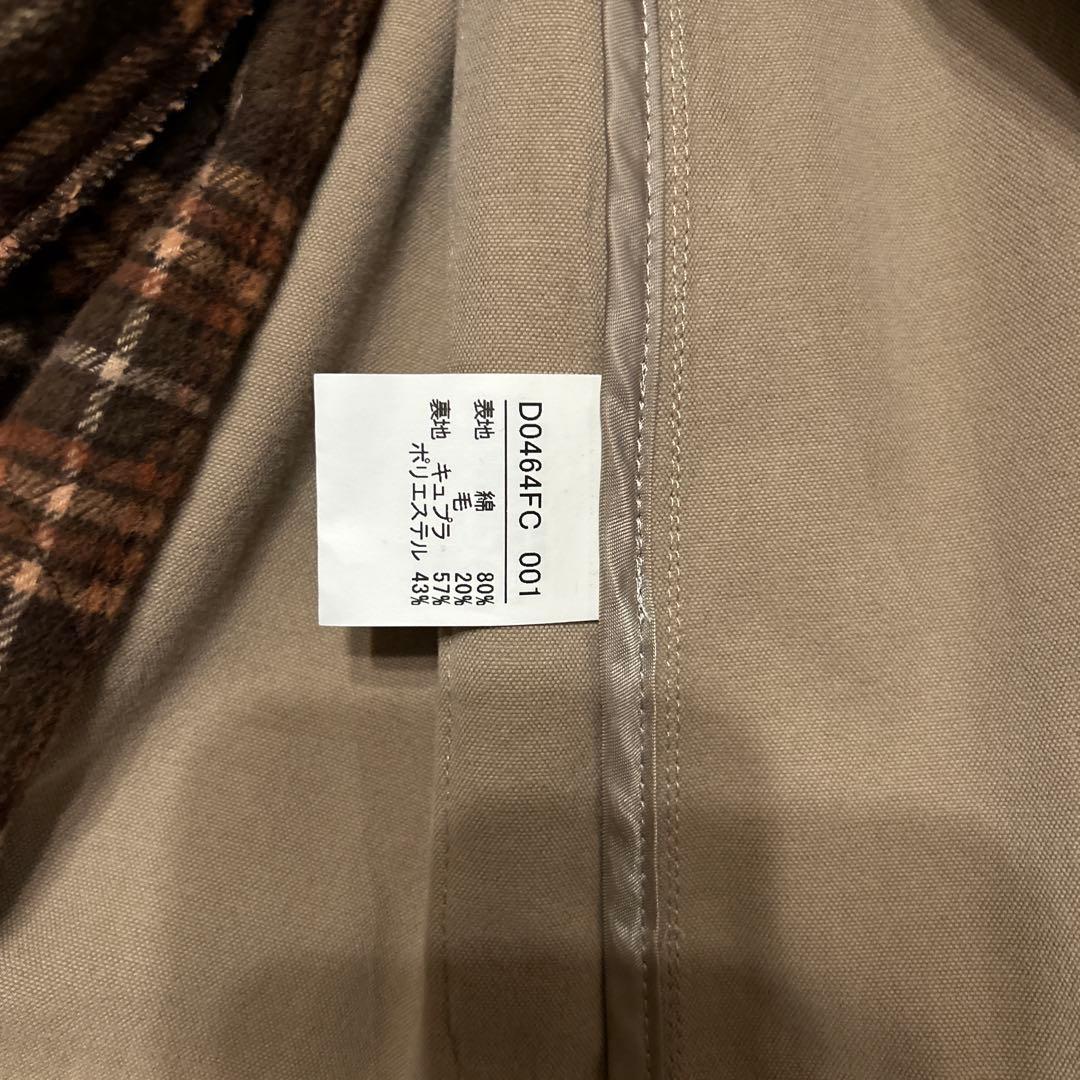 D0464FC 001
表地 綿 80%
毛 20%
裏地 キュプラ 57%
ポリエステル 43%